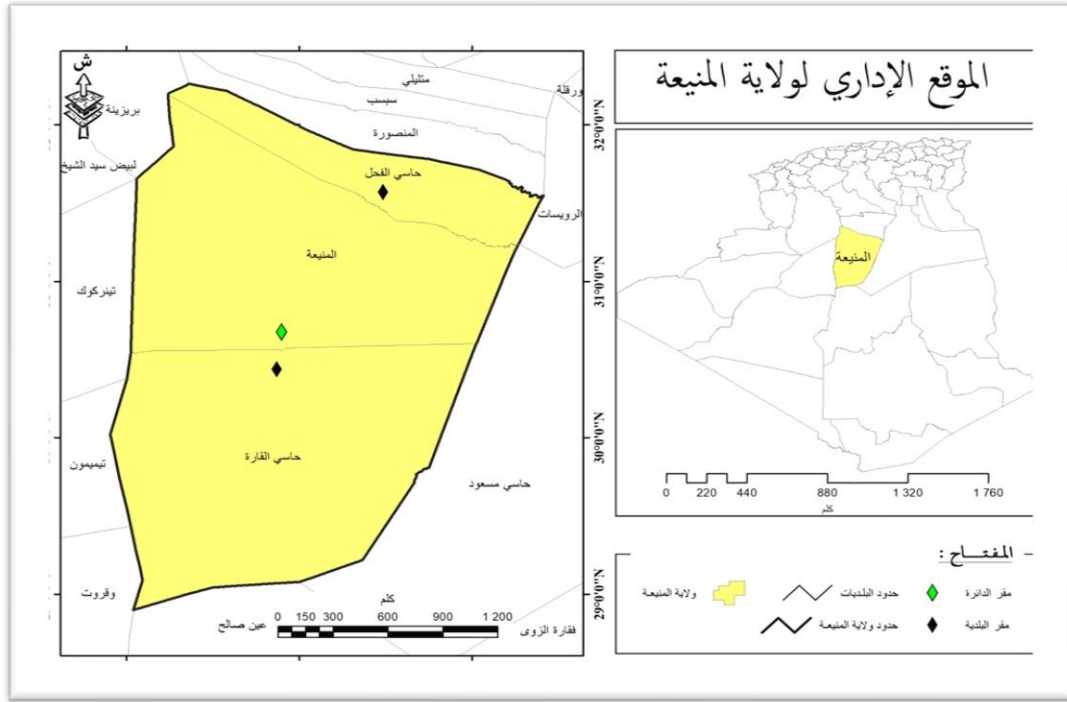 الموقع الإداري لولاية المنيعة
ش
متليلي
ورقلة
سبسب
بريزينة
المنصورة
لبيض سيد الشيخ
حاسي الفحل
الرويسات
المنيعة
تينركوك
حاسي القارة
تيميمون
حاسي مسعود
وقروت
عين صالح
فقارة الزوى
كلم
0 150 300 600 900 1200
32°0'0"N
31°0'0"N
30°0'0"N
29°0'0"N
المنيعة
0 220 440 880 1 320 1 760
كلم
المفتـــاح:
مقر الدائرة
حدود البلديات
ولاية المنيعة
مقر البلدية
حدود ولاية المنيعة